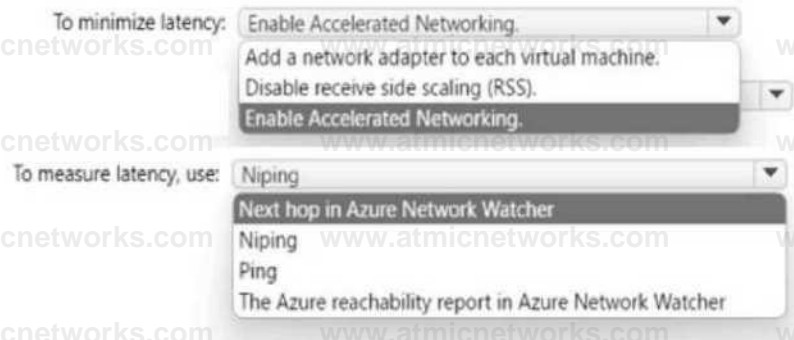 To minimize latency: Enable Accelerated Networking.
Add a network adapter to each virtual machine.
Disable receive side scaling (RSS).
Enable Accelerated Networking.
cnetworks.com www.atmicnetworks.com w
cnetworks.com www.atmicnetworks.com w
To measure latency, use: Niping
Next hop in Azure Network Watcher
cnetworks.com www.atmicnetworks.com w
Niping
Ping
The Azure reachability report in Azure Network Watcher
cnetworks.com www.atmicnetworks.com w